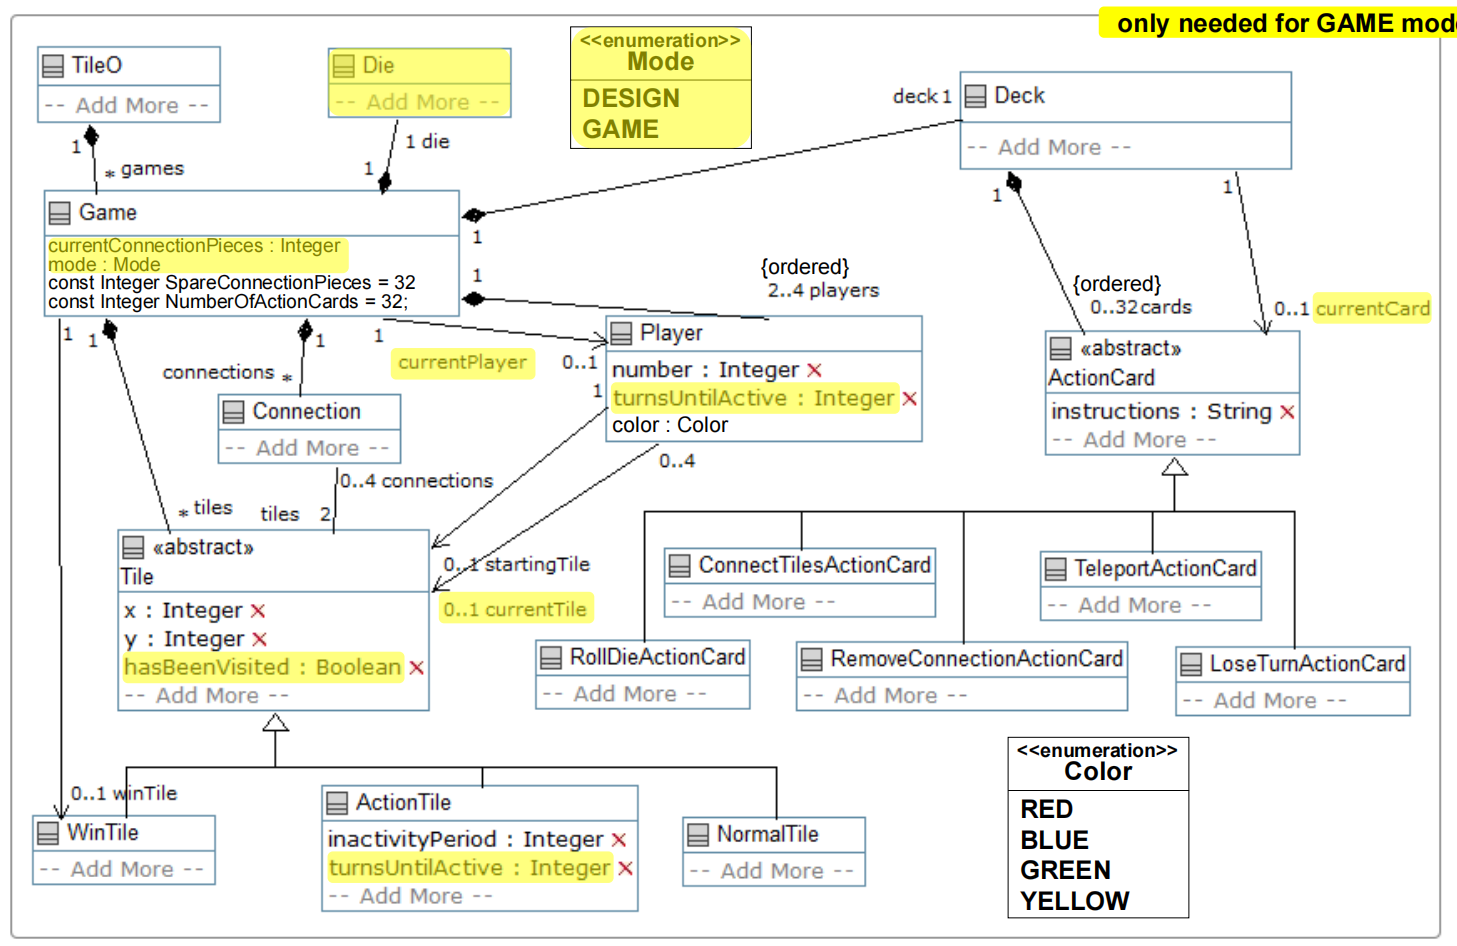 only needed for GAME mod
TileO
-- Add More --
Die
-- Add More --
<<enumeration>>
Mode
DESIGN
GAME
deck 1
Deck
-- Add More --
1
* games
1 die
1
1
1
Game
currentConnectionPieces : Integer
mode : Mode
const Integer SpareConnectionPieces = 32
const Integer NumberOfActionCards = 32;
1
1
{ordered}
2..4 players
{ordered}
0..32 cards
0..1 currentCard
1
1
1
1
currentPlayer
0..1
1
Player
number : Integer
turnsUntilActive : Integer
color : Color
«abstract»
ActionCard
instructions : String
-- Add More --
connections *
Connection
-- Add More --
0..4 connections
0..4
* tiles
tiles 2
«abstract»
Tile
x : Integer
y : Integer
hasBeenVisited : Boolean
-- Add More --
0..1 startingTile
0..1 currentTile
ConnectTilesActionCard
-- Add More --
TeleportActionCard
-- Add More --
RollDieActionCard
-- Add More --
RemoveConnectionActionCard
-- Add More --
LoseTurnActionCard
-- Add More --
0..1 winTile
WinTile
-- Add More --
ActionTile
inactivityPeriod : Integer
turnsUntilActive : Integer
-- Add More --
NormalTile
-- Add More --
<<enumeration>>
Color
RED
BLUE
GREEN
YELLOW